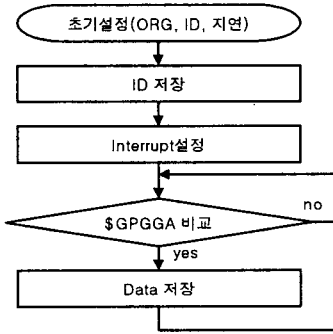 초기설정(ORG, ID, 지연)
ID 저장
Interrupt설정
$GPGGA 비교
no
yes
Data 저장